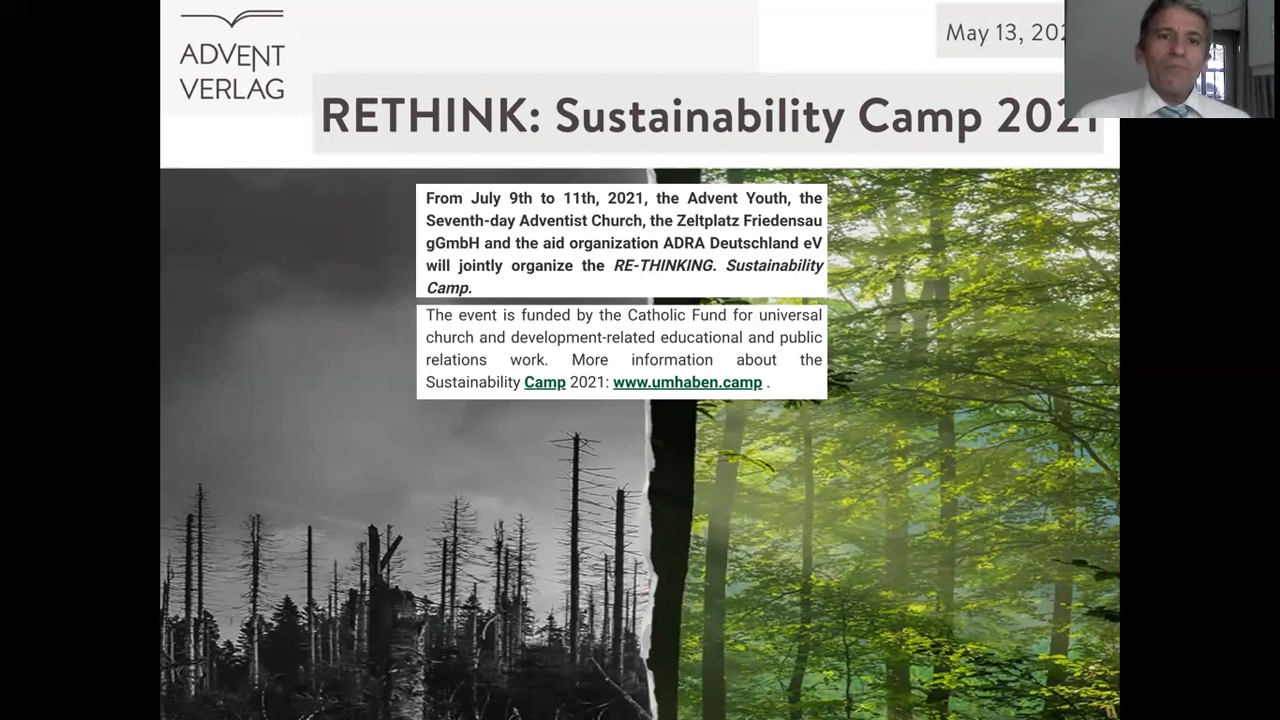 ADVENT
VERLAG
May 13, 202
RETHINK: Sustainability Camp 2021
From July 9th to 11th, 2021, the Advent Youth, the
Seventh-day Adventist Church, the Zeltplatz Friedensau
gGmbH and the aid organization ADRA Deutschland eV
will jointly organize the RE-THINKING. Sustainability
Camp.
The event is funded by the Catholic Fund for universal
church and development-related educational and public
relations work. More information about the
Sustainability Camp 2021: www.umhaben.camp .